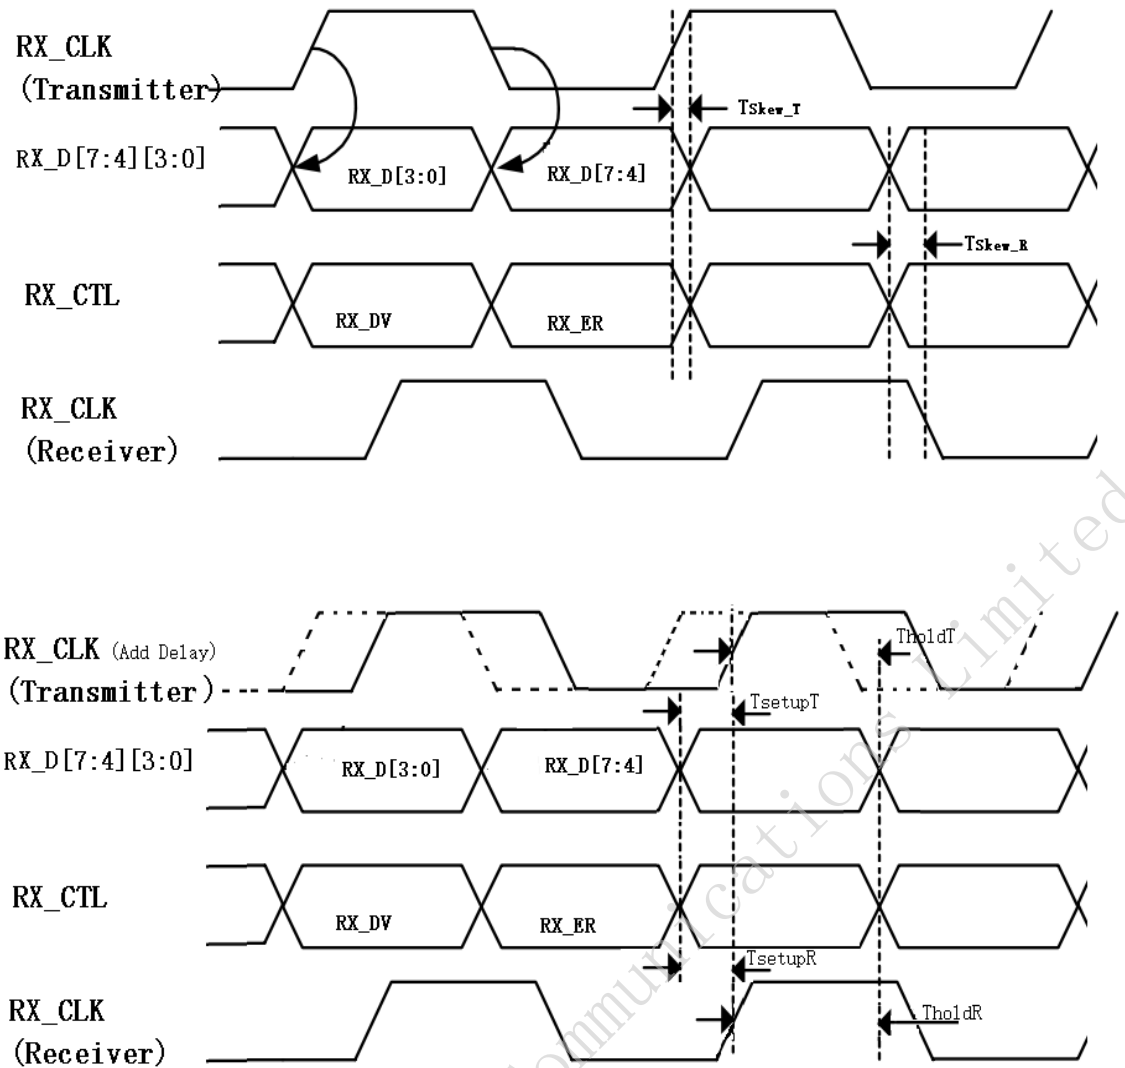 RX_CLK
(Transmitter)
TSkew_T
RX_D[7:4][3:0]
RX_D[3:0]
RX_D[7:4]
TSkew_R
RX_CTL
RX_DV
RX_ER
RX_CLK
(Receiver)
RX_CLK (Add Delay)
(Transmitter)
TholdT
TsetupT
RX_D[7:4][3:0]
RX_D[3:0]
RX_D[7:4]
RX_CTL
RX_DV
RX_ER
TsetupR
RX_CLK
(Receiver)
TholdR
ommunications Limited